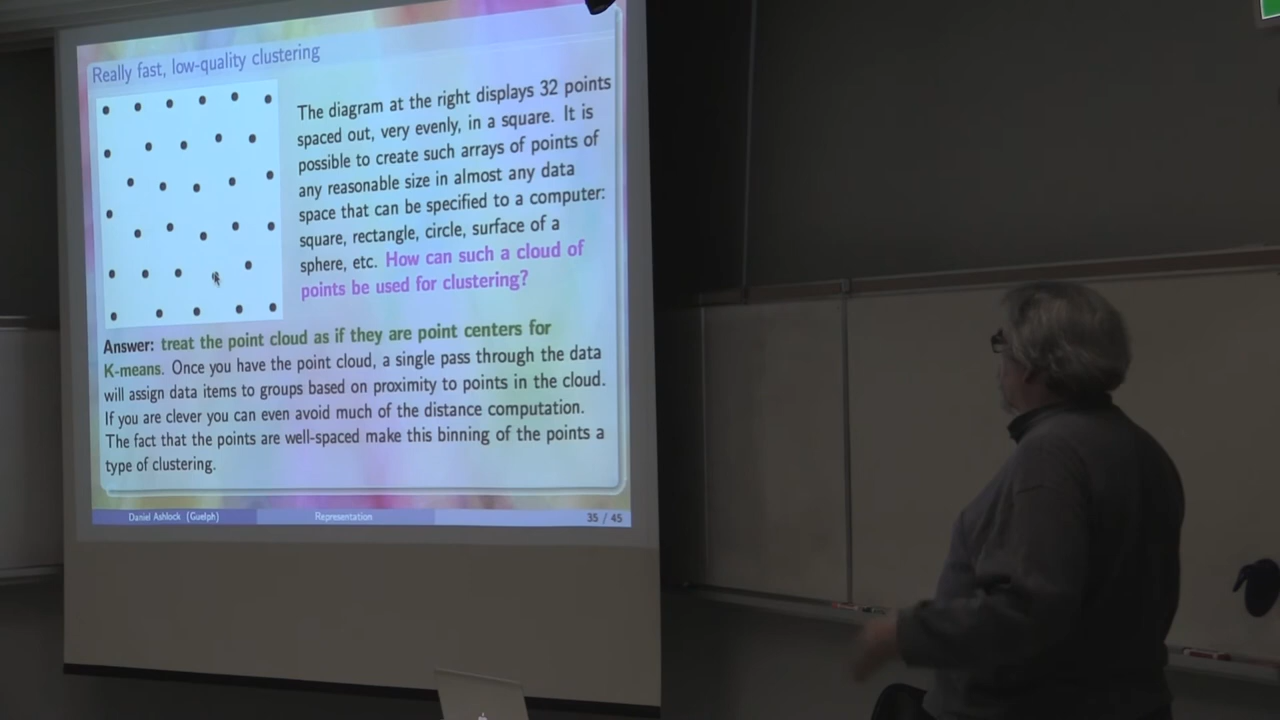 Really fast, low-quality clustering
The diagram at the right displays 32 points
spaced out, very evenly, in a square. It is
possible to create such arrays of points of
any reasonable size in almost any data
space that can be specified to a computer:
square, rectangle, circle, surface of a
sphere, etc. How can such a cloud of
points be used for clustering?
Answer: treat the point cloud as if they are point centers for
K-means. Once you have the point cloud, a single pass through the data
will assign data items to groups based on proximity to points in the cloud.
If you are clever you can even avoid much of the distance computation.
The fact that the points are well-spaced make this binning of the points a
type of clustering.
Daniel Ashlock (Guelph)
Representation
35 / 45